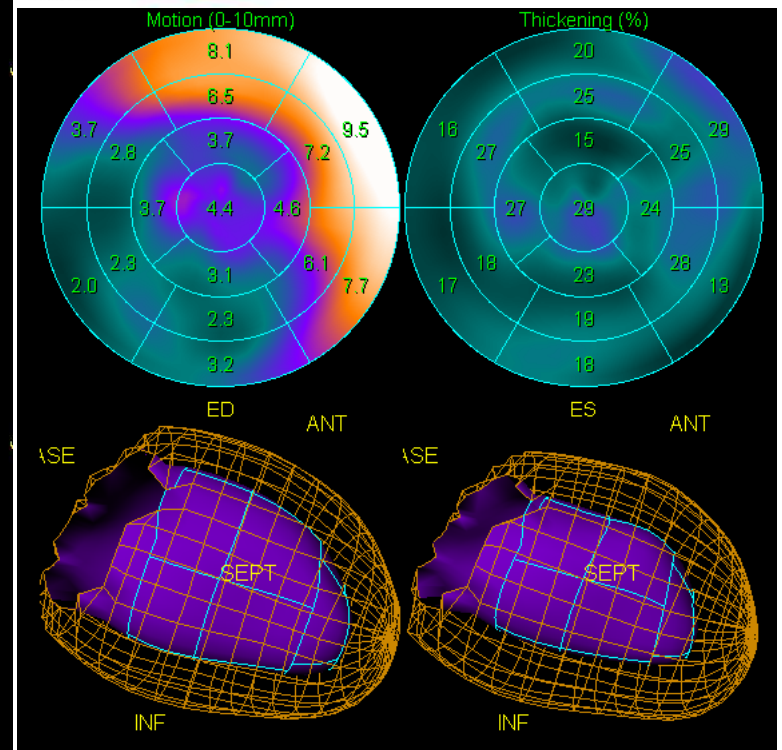 Motion (0-10mm) Thickening (%)
8.1 20
6.5 25
3.7 9.5 16 29
2.8 3.7 7.2 27 15 25
3.7 4.4 4.6 27 29 24
2.3 3.1 6.1 18 23 28
2.0 7.7 17 13
2.3 19
3.2 18
ED ES
ANT ANT
ASE ASE
SEPT SEPT
INF INF